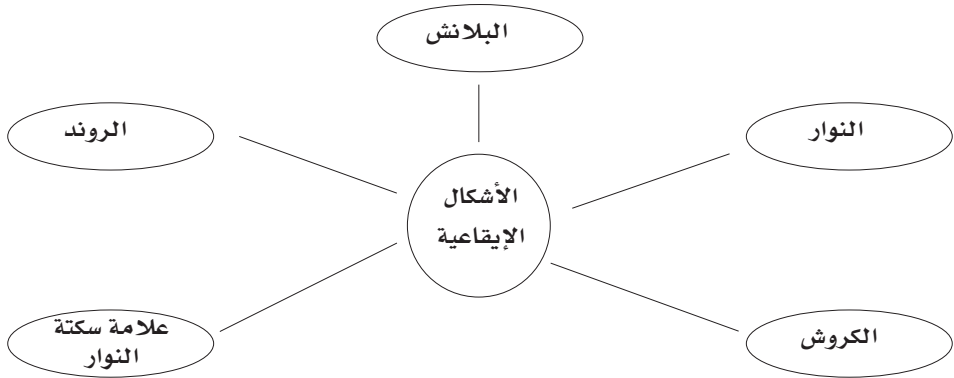 البلانش
النوار
الروند
الأشكال
الإيقاعية
الكروش
علامة سكتة
النوار